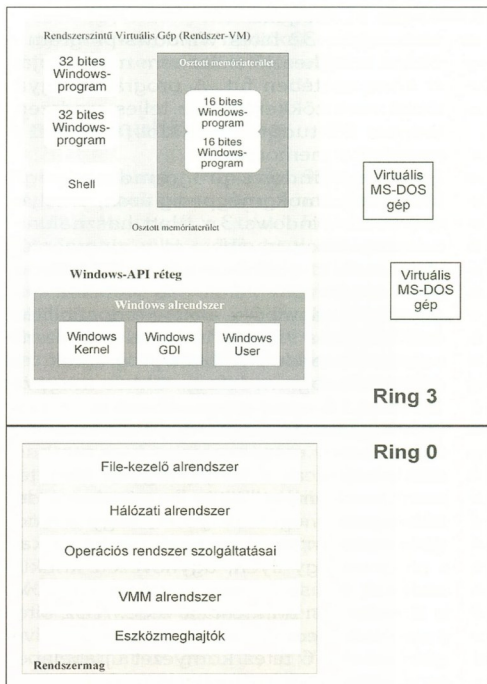 Rendszerszintű Virtuális Gép (Rendszer-VM)
32 bites
Windows-
program
32 bites
Windows-
program
Shell
Osztott memóriaterület
16 bites
Windows-
program
16 bites
Windows-
program
Osztott memóriaterület
Virtuális
MS-DOS
gép
Windows-API réteg
Windows alrendszer
Windows
Kernel
Windows
GDI
Windows
User
Virtuális
MS-DOS
gép
Ring 3
Ring 0
File-kezelő alrendszer
Hálózati alrendszer
Operációs rendszer szolgáltatásai
VMM alrendszer
Eszközmeghajtók
Rendszermag